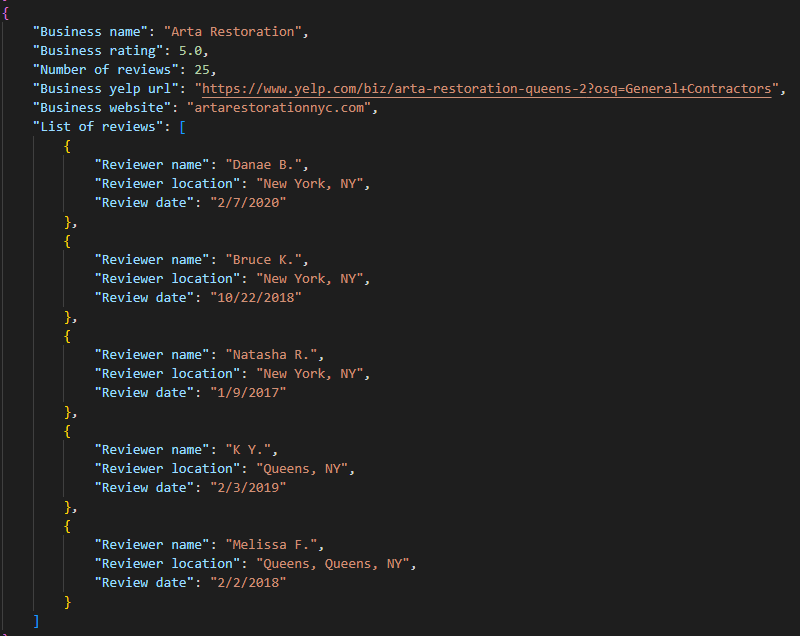 {
"Business name": "Arta Restoration",
"Business rating": 5.0,
"Number of reviews": 25,
"Business yelp url": "https://www.yelp.com/biz/arta-restoration-queens-2?osq=General+Contractors",
"Business website": "artarestorationnyc.com",
"List of reviews": [
{
"Reviewer name": "Danae B.",
"Reviewer location": "New York, NY",
"Review date": "2/7/2020"
},
{
"Reviewer name": "Bruce K.",
"Reviewer location": "New York, NY",
"Review date": "10/22/2018"
},
{
"Reviewer name": "Natasha R.",
"Reviewer location": "New York, NY",
"Review date": "1/9/2017"
},
{
"Reviewer name": "K Y.",
"Reviewer location": "Queens, NY",
"Review date": "2/3/2019"
},
{
"Reviewer name": "Melissa F.",
"Reviewer location": "Queens, Queens, NY",
"Review date": "2/2/2018"
}
]